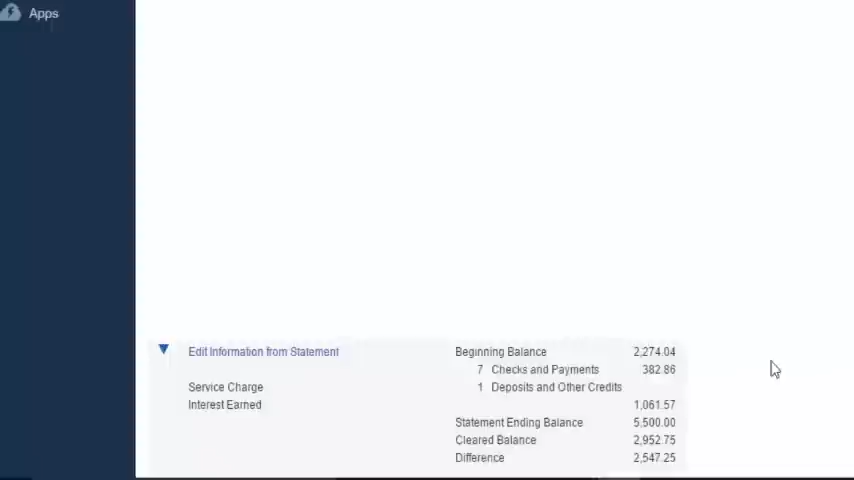 Apps
Edit Information from Statement Beginning Balance 2,274.04
7 Checks and Payments 382.86
Service Charge 1 Deposits and Other Credits
Interest Earned 1,061.57
Statement Ending Balance 5,500.00
Cleared Balance 2,952.75
Difference 2,547.25